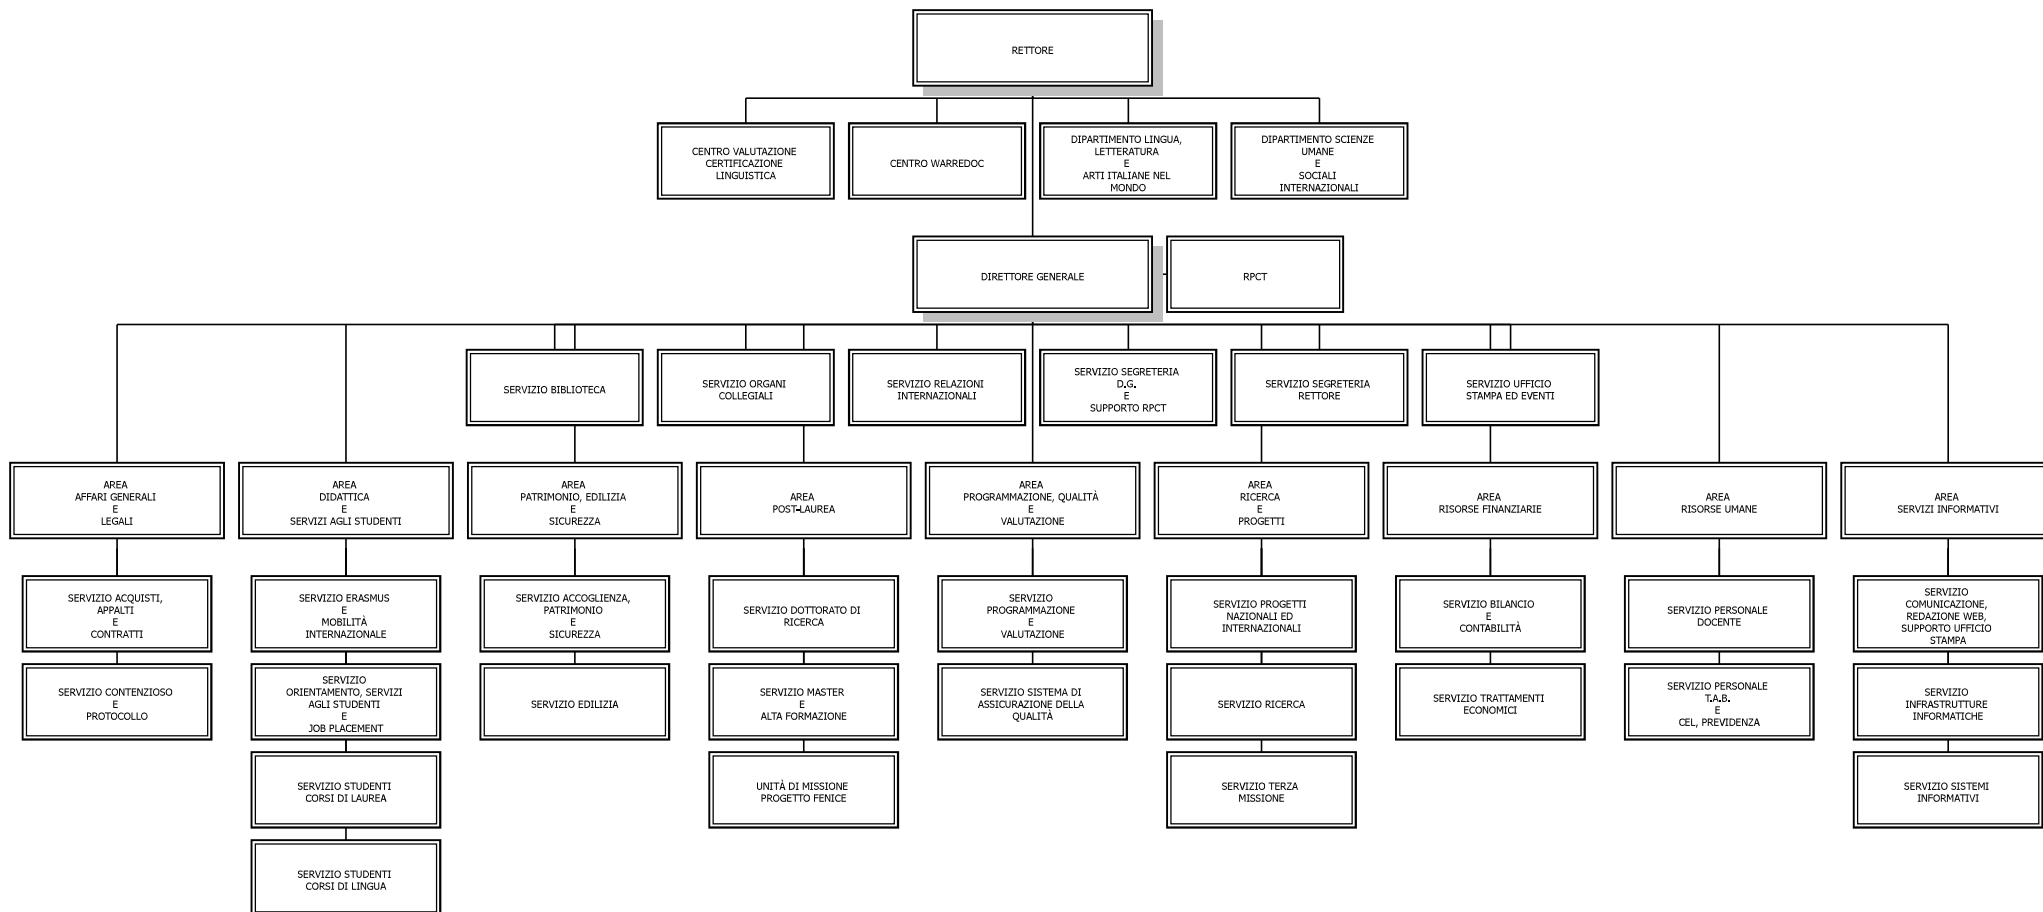 RETTORE
CENTRO VALUTAZIONE
CERTIFICAZIONE
LINGUISTICA
CENTRO WARREDOC
DIPARTIMENTO LINGUA,
LETTERATURA
E
ARTI ITALIANE NEL
MONDO
DIPARTIMENTO SCIENZE
UMANE
E
SOCIALI
INTERNAZIONALI
DIRETTORE GENERALE
RPCT
SERVIZIO BIBLIOTECA
SERVIZIO ORGANI
COLLEGIALI
SERVIZIO RELAZIONI
INTERNAZIONALI
SERVIZIO SEGRETERIA
D.G.
E
SUPPORTO RPCT
SERVIZIO SEGRETERIA
RETTORE
SERVIZIO UFFICIO
STAMPA ED EVENTI
AREA
AFFARI GENERALI
E
LEGALI
AREA
DIDATTICA
E
SERVIZI AGLI STUDENTI
AREA
PATRIMONIO, EDILIZIA
E
SICUREZZA
AREA
POST-LAUREA
AREA
PROGRAMMAZIONE, QUALITÀ
E
VALUTAZIONE
AREA
RICERCA
E
PROGETTI
AREA
RISORSE FINANZIARIE
AREA
RISORSE UMANE
AREA
SERVIZI INFORMATIVI
SERVIZIO ACQUISTI,
APPALTI
E
CONTRATTI
SERVIZIO ERASMUS
E
MOBILITÀ
INTERNAZIONALE
SERVIZIO ACCOGLIENZA,
PATRIMONIO
E
SICUREZZA
SERVIZIO DOTTORATO DI
RICERCA
SERVIZIO
PROGRAMMAZIONE
E
VALUTAZIONE
SERVIZIO PROGETTI
NAZIONALI ED
INTERNAZIONALI
SERVIZIO BILANCIO
E
CONTABILITÀ
SERVIZIO PERSONALE
DOCENTE
SERVIZIO
COMUNICAZIONE,
REDAZIONE WEB,
SUPPORTO UFFICIO
STAMPA
SERVIZIO CONTENZIOSO
E
PROTOCOLLO
SERVIZIO
ORIENTAMENTO, SERVIZI
AGLI STUDENTI
E
JOB PLACEMENT
SERVIZIO EDILIZIA
SERVIZIO MASTER
E
ALTA FORMAZIONE
SERVIZIO SISTEMA DI
ASSICURAZIONE DELLA
QUALITÀ
SERVIZIO RICERCA
SERVIZIO TRATTAMENTI
ECONOMICI
SERVIZIO PERSONALE
T.A.B.
E
CEL, PREVIDENZA
SERVIZIO
INFRASTRUTTURE
INFORMATICHE
SERVIZIO STUDENTI
CORSI DI LAUREA
UNITÀ DI MISSIONE
PROGETTO FENICE
SERVIZIO TERZA
MISSIONE
SERVIZIO SISTEMI
INFORMATIVI
SERVIZIO STUDENTI
CORSI DI LINGUA